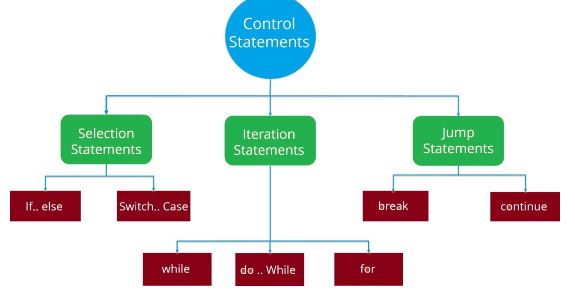 Control
Statements
Selection
Statements
Iteration
Statements
Jump
Statements
If.. else
Switch.. Case
break
continue
while
do .. While
for